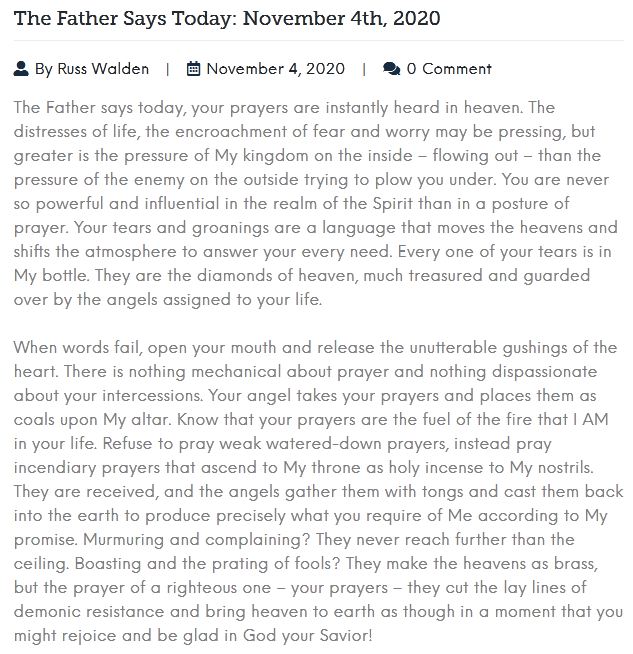 The Father Says Today: November 4th, 2020
By Russ Walden | November 4, 2020 | 0 Comment
The Father says today, your prayers are instantly heard in heaven. The
distresses of life, the encroachment of fear and worry may be pressing, but
greater is the pressure of My kingdom on the inside – flowing out – than the
pressure of the enemy on the outside trying to plow you under. You are never
so powerful and influential in the realm of the Spirit than in a posture of
prayer. Your tears and groanings are a language that moves the heavens and
shifts the atmosphere to answer your every need. Every one of your tears is in
My bottle. They are the diamonds of heaven, much treasured and guarded
over by the angels assigned to your life.
When words fail, open your mouth and release the unutterable gushings of the
heart. There is nothing mechanical about prayer and nothing dispassionate
about your intercessions. Your angel takes your prayers and places them as
coals upon My altar. Know that your prayers are the fuel of the fire that I AM
in your life. Refuse to pray weak watered-down prayers, instead pray
incendiary prayers that ascend to My throne as holy incense to My nostrils.
They are received, and the angels gather them with tongs and cast them back
into the earth to produce precisely what you require of Me according to My
promise. Murmuring and complaining? They never reach further than the
ceiling. Boasting and the prating of fools? They make the heavens as brass,
but the prayer of a righteous one – your prayers – they cut the lay lines of
demonic resistance and bring heaven to earth as though in a moment that you
might rejoice and be glad in God your Savior!